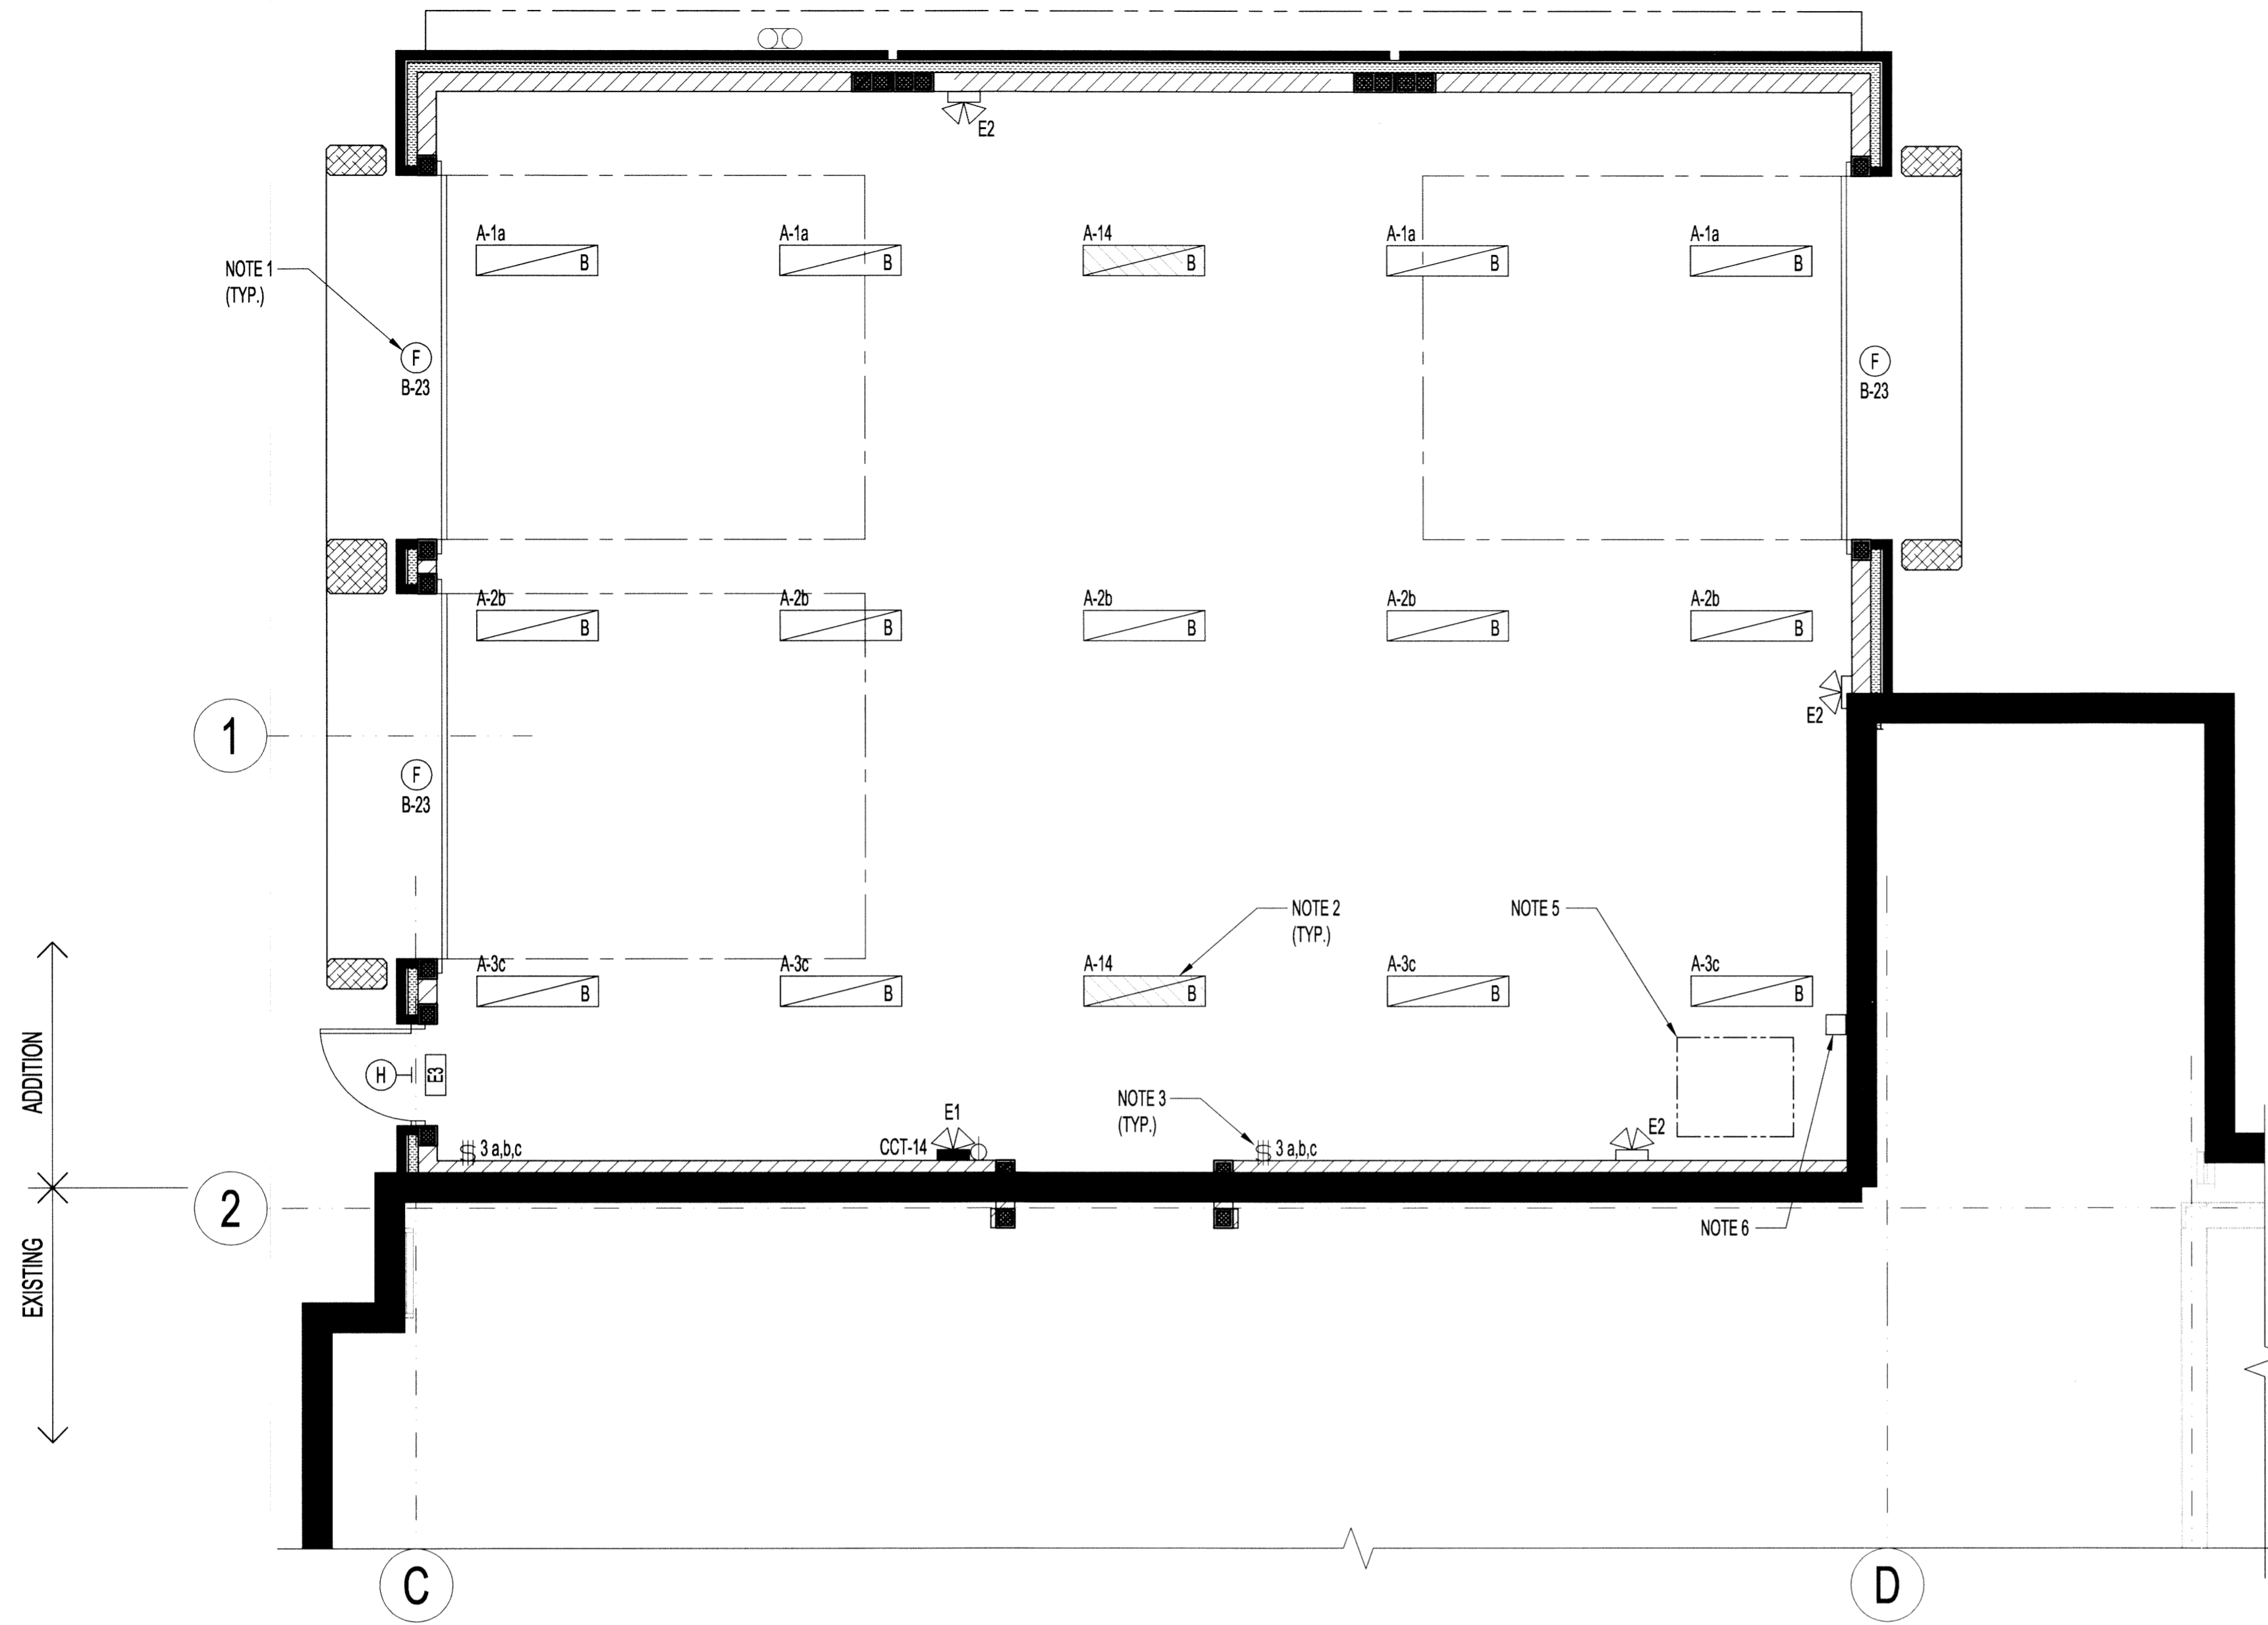 E2
A-1a
A-1a
A-14
A-1a
A-1a
B
B
B
B
B
NOTE 1
(TYP.)
F
B-23
F
B-23
A-2b
A-2b
A-2b
A-2b
A-2b
B
B
B
B
B
E2
1
F
B-23
NOTE 2
(TYP.)
NOTE 5
A-3c
A-3c
A-14
A-3c
A-3c
B
B
B
B
B
ADDITION
H
E3
NOTE 3
(TYP.)
E1
CCT-14
E2
$ 3 a,b,c
$ 3 a,b,c
2
NOTE 6
EXISTING
C
D